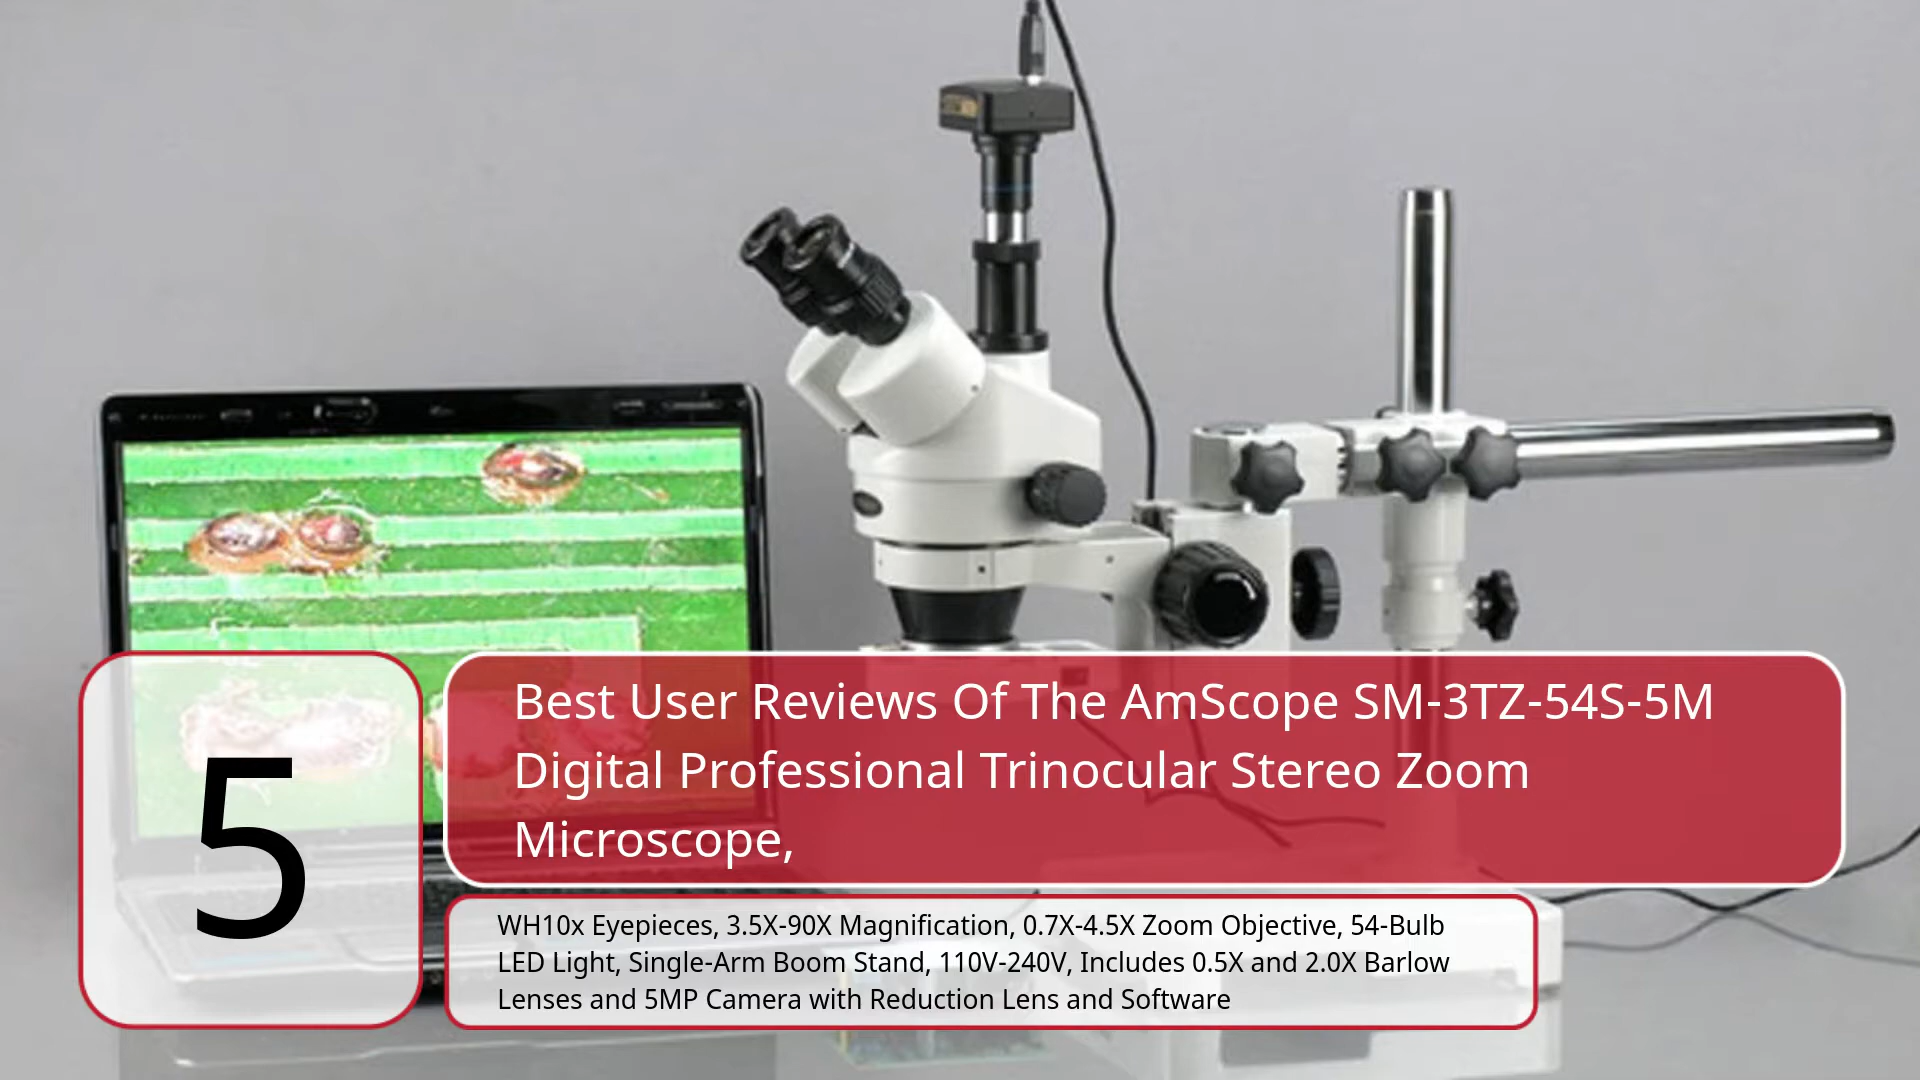 5
Best User Reviews Of The AmScope SM-3TZ-54S-5M
Digital Professional Trinocular Stereo Zoom
Microscope,
WH10x Eyepieces, 3.5X-90X Magnification, 0.7X-4.5X Zoom Objective, 54-Bulb
LED Light, Single-Arm Boom Stand, 110V-240V, Includes 0.5X and 2.0X Barlow
Lenses and 5MP Camera with Reduction Lens and Software